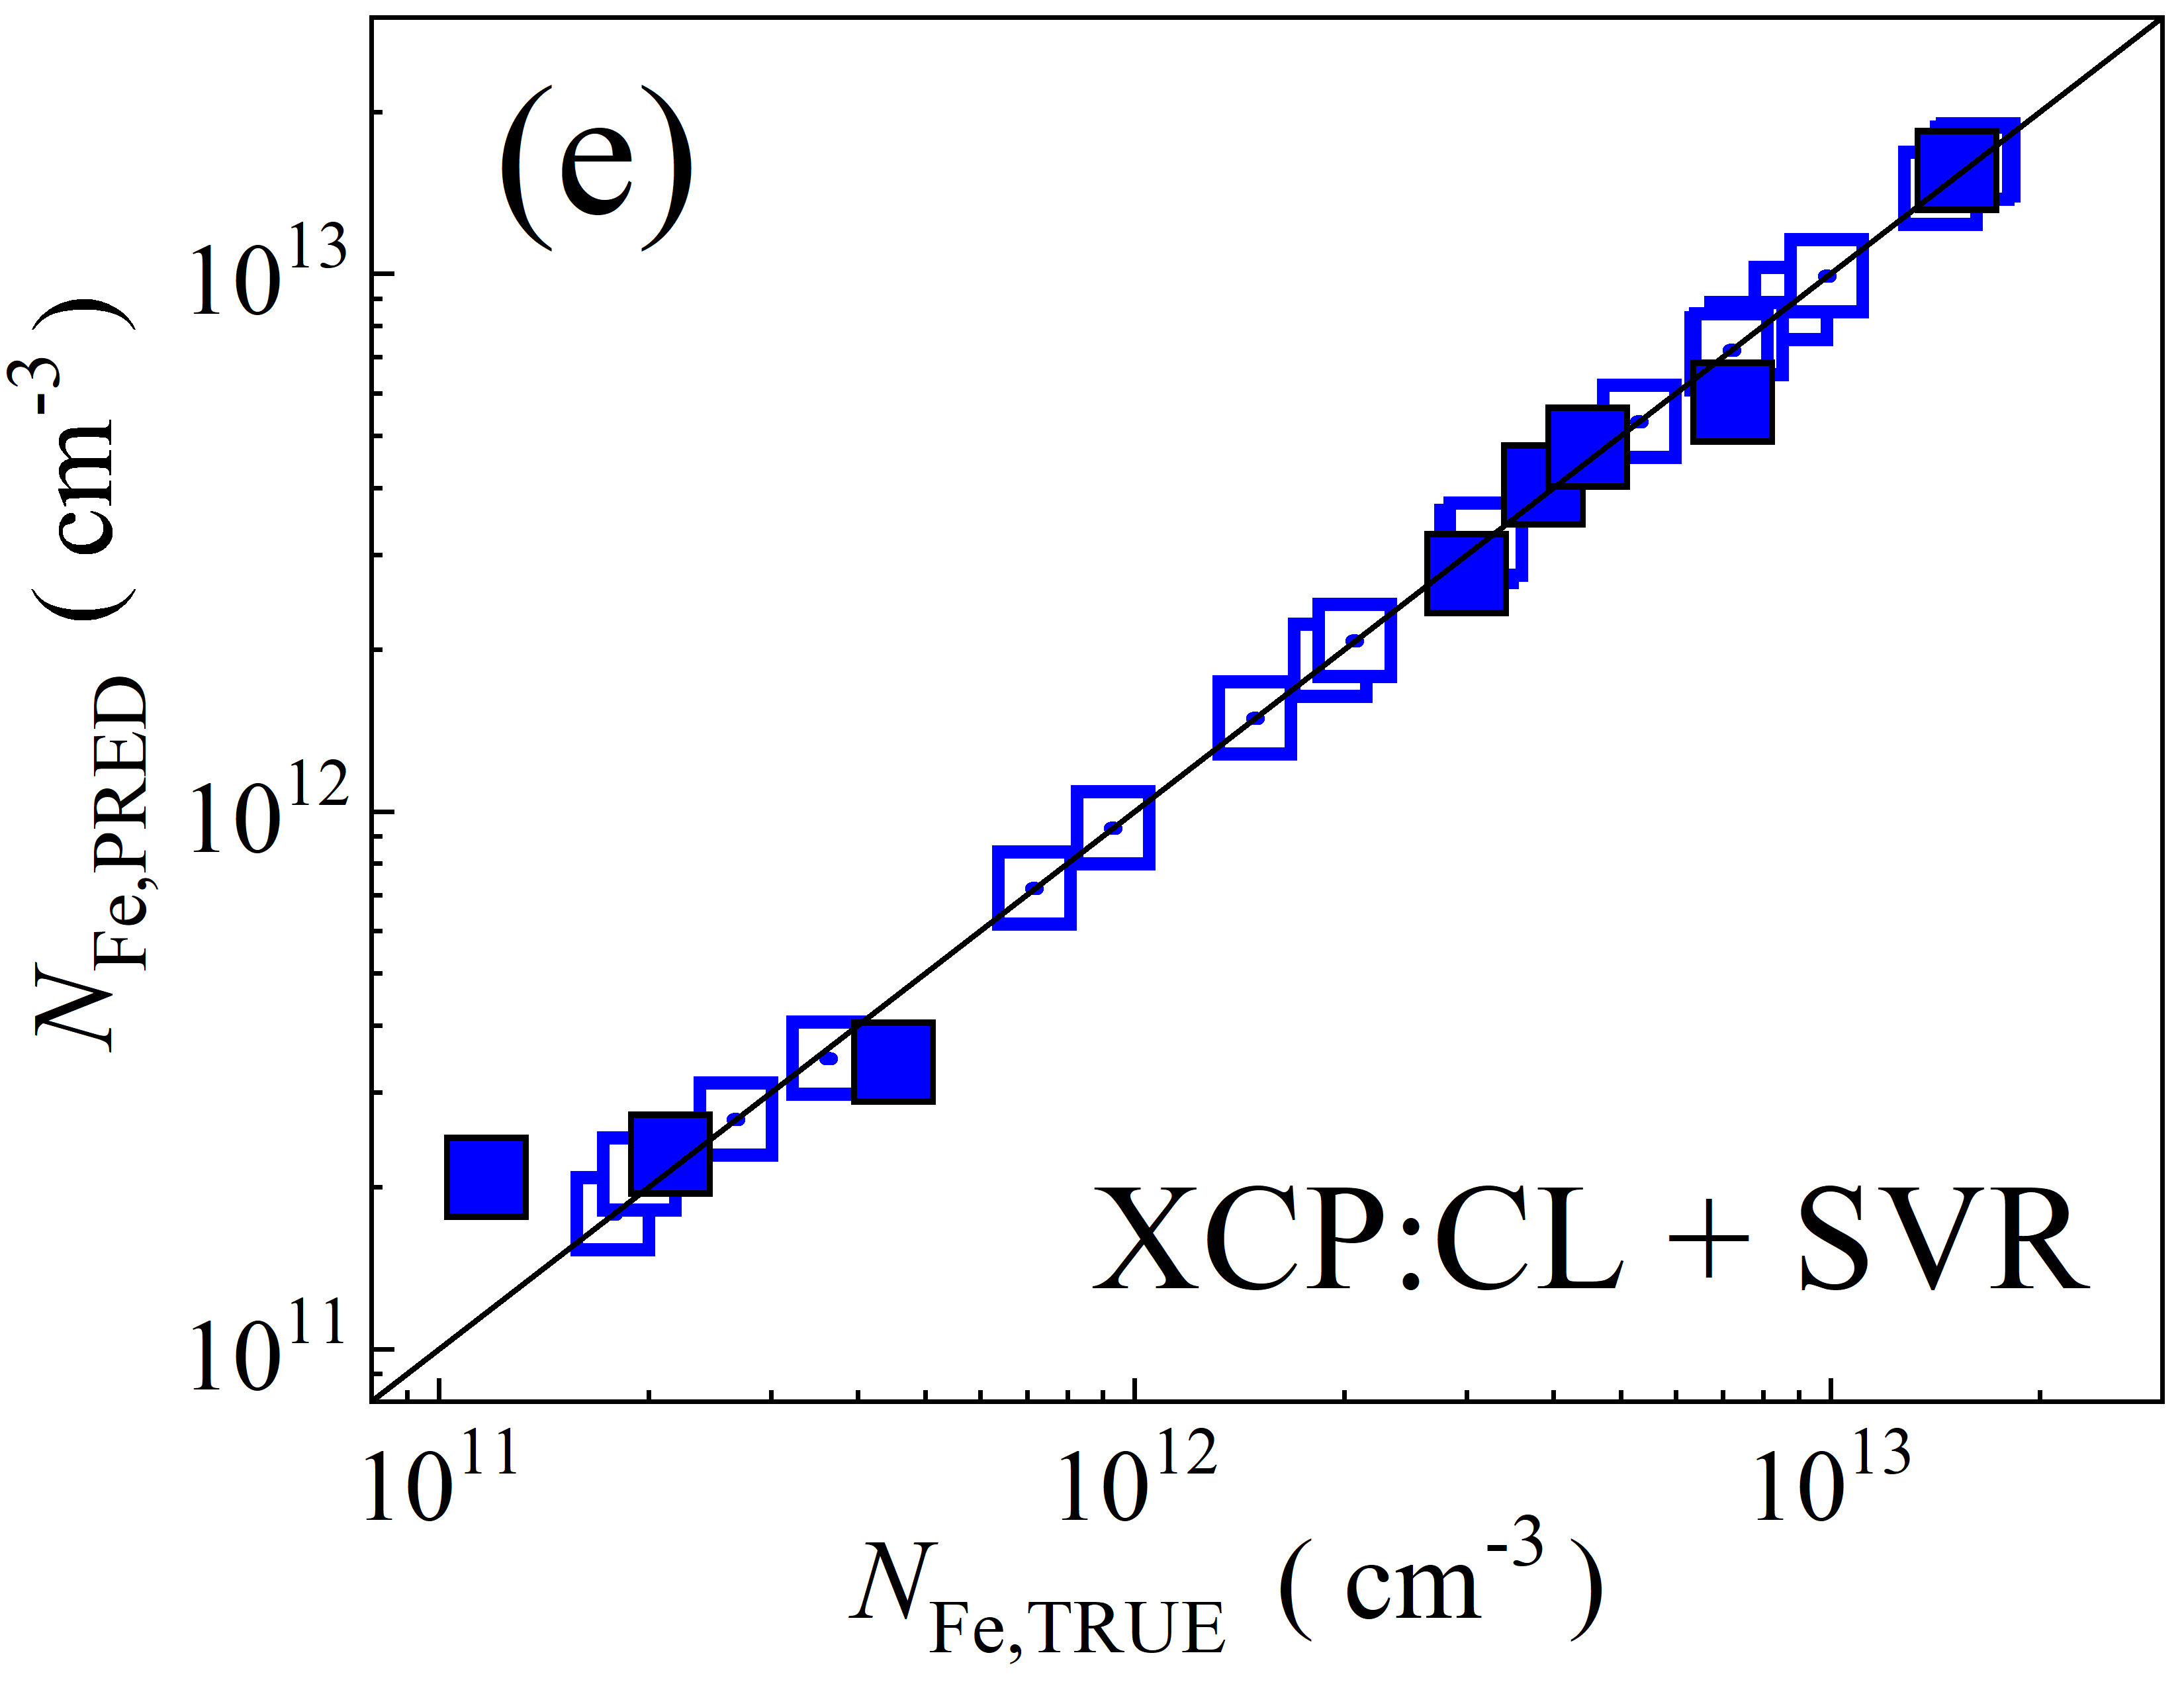 (e)
10^13
10^12
10^11
N_Fe,PRED ( cm^-3 )
XCP:CL + SVR
10^11 10^12 10^13
N_Fe,TRUE ( cm^-3 )